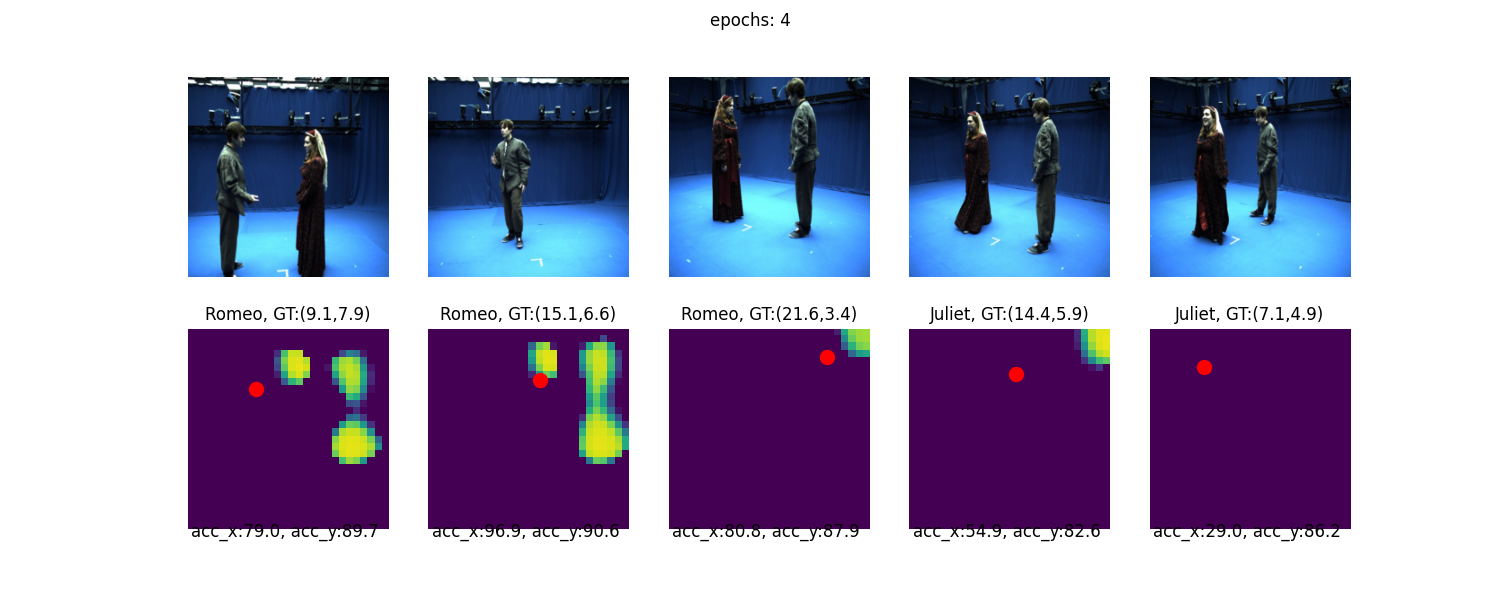 epochs: 4
Romeo, GT:(9.1,7.9)
Romeo, GT:(15.1,6.6)
Romeo, GT:(21.6,3.4)
Juliet, GT:(14.4,5.9)
Juliet, GT:(7.1,4.9)
acc_x:79.0, acc_y:89.7
acc_x:96.9, acc_y:90.6
acc_x:80.8, acc_y:87.9
acc_x:54.9, acc_y:82.6
acc_x:29.0, acc_y:86.2